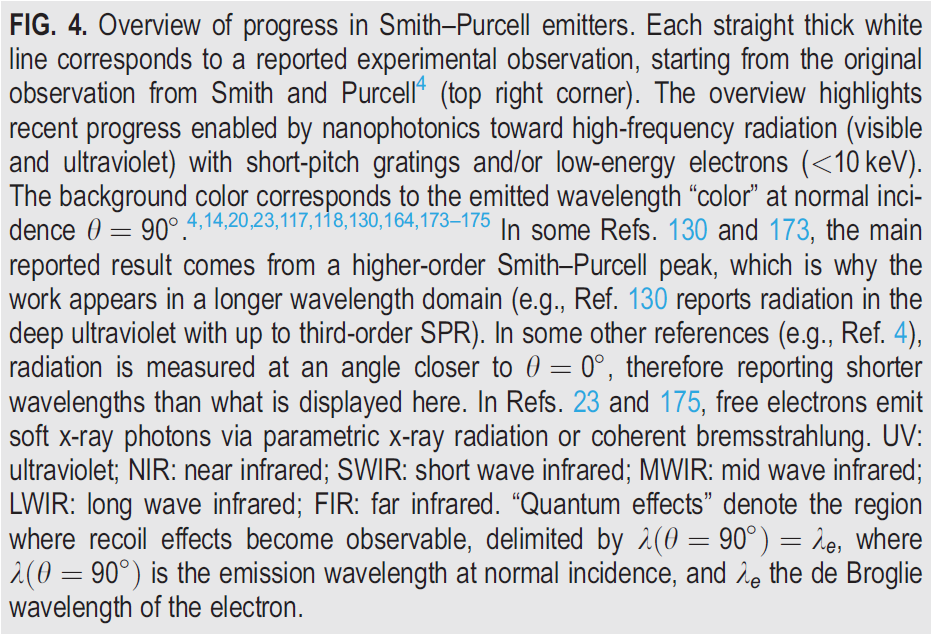 FIG. 4. Overview of progress in Smith–Purcell emitters. Each straight thick white
line corresponds to a reported experimental observation, starting from the original
observation from Smith and Purcell4 (top right corner). The overview highlights
recent progress enabled by nanophotonics toward high-frequency radiation (visible
and ultraviolet) with short-pitch gratings and/or low-energy electrons (<10 keV).
The background color corresponds to the emitted wavelength “color” at normal inci-
dence θ = 90°.4,14,20,23,117,118,130,164,173–175 In some Refs. 130 and 173, the main
reported result comes from a higher-order Smith–Purcell peak, which is why the
work appears in a longer wavelength domain (e.g., Ref. 130 reports radiation in the
deep ultraviolet with up to third-order SPR). In some other references (e.g., Ref. 4),
radiation is measured at an angle closer to θ = 0°, therefore reporting shorter
wavelengths than what is displayed here. In Refs. 23 and 175, free electrons emit
soft x-ray photons via parametric x-ray radiation or coherent bremsstrahlung. UV:
ultraviolet; NIR: near infrared; SWIR: short wave infrared; MWIR: mid wave infrared;
LWIR: long wave infrared; FIR: far infrared. “Quantum effects” denote the region
where recoil effects become observable, delimited by λ(θ = 90°) = λe, where
λ(θ = 90°) is the emission wavelength at normal incidence, and λe the de Broglie
wavelength of the electron.